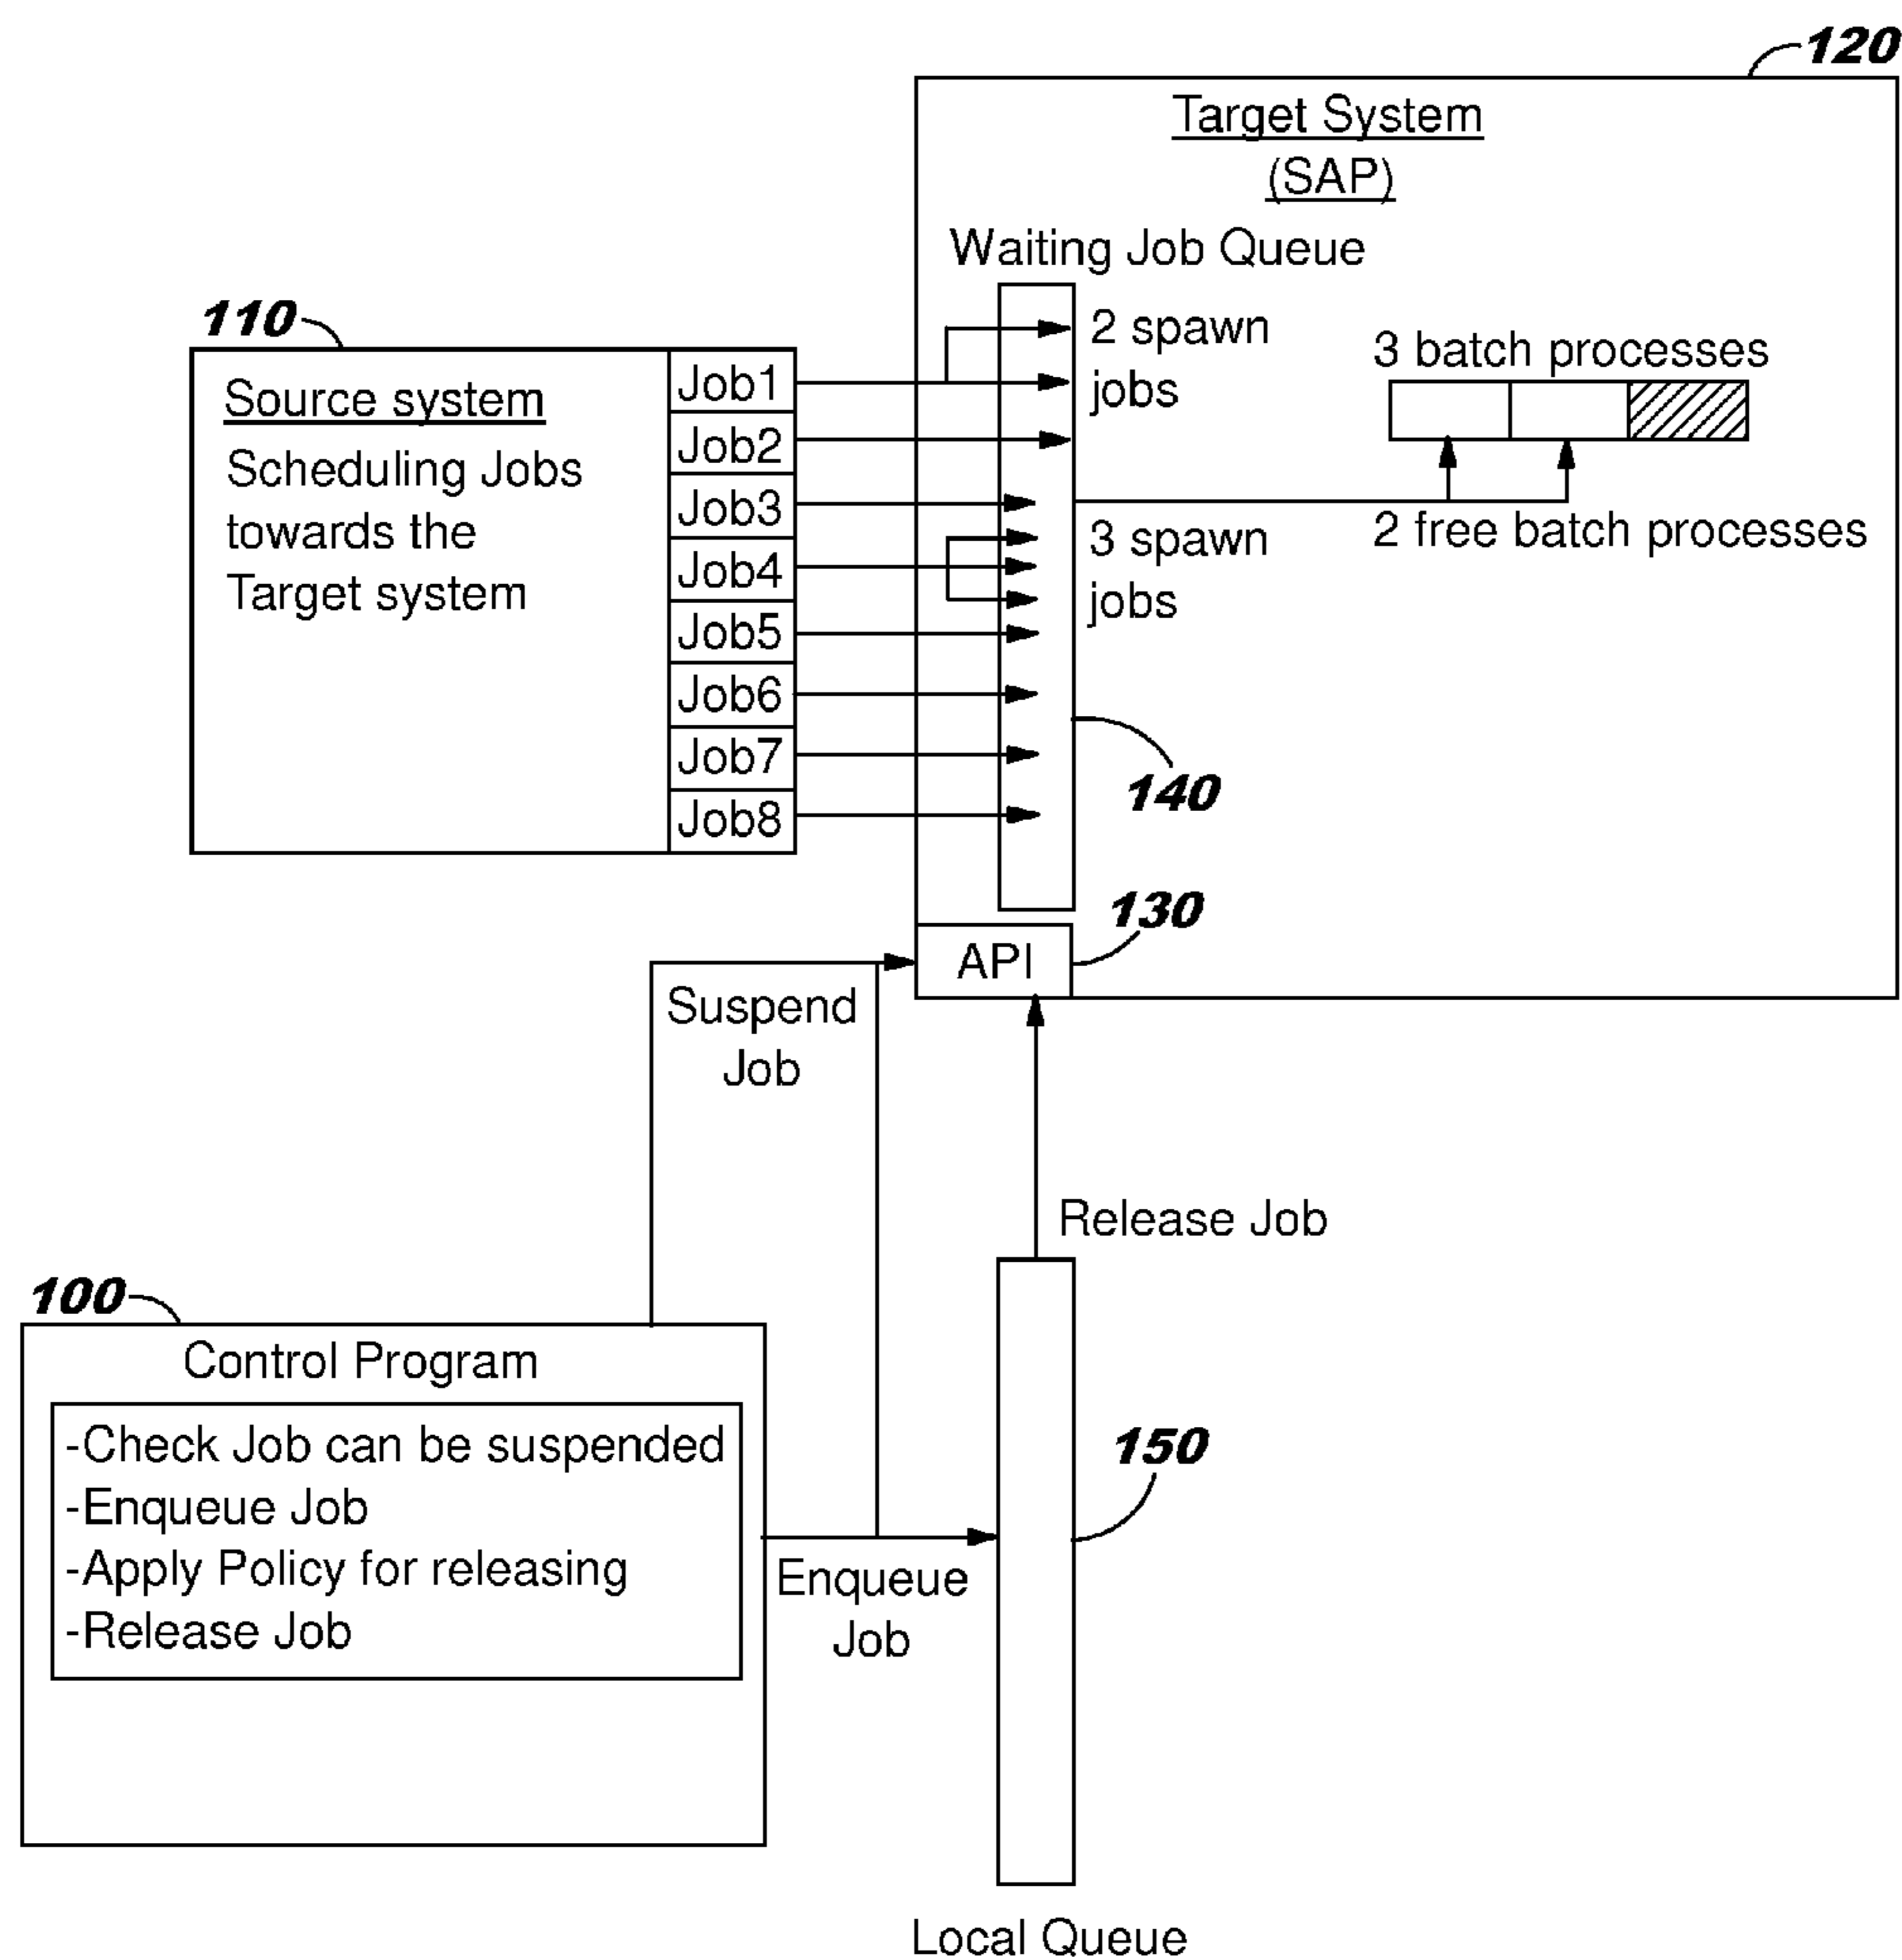 120
Target System
(SAP)
Waiting Job Queue
110
Source system
Scheduling Jobs
towards the
Target system
Job1
Job2
Job3
Job4
Job5
Job6
Job7
Job8
2 spawn
jobs
3 spawn
jobs
3 batch processes
2 free batch processes
140
130
API
Suspend
Job
Release Job
100
Control Program
-Check Job can be suspended
-Enqueue Job
-Apply Policy for releasing
-Release Job
Enqueue
Job
150
Local Queue